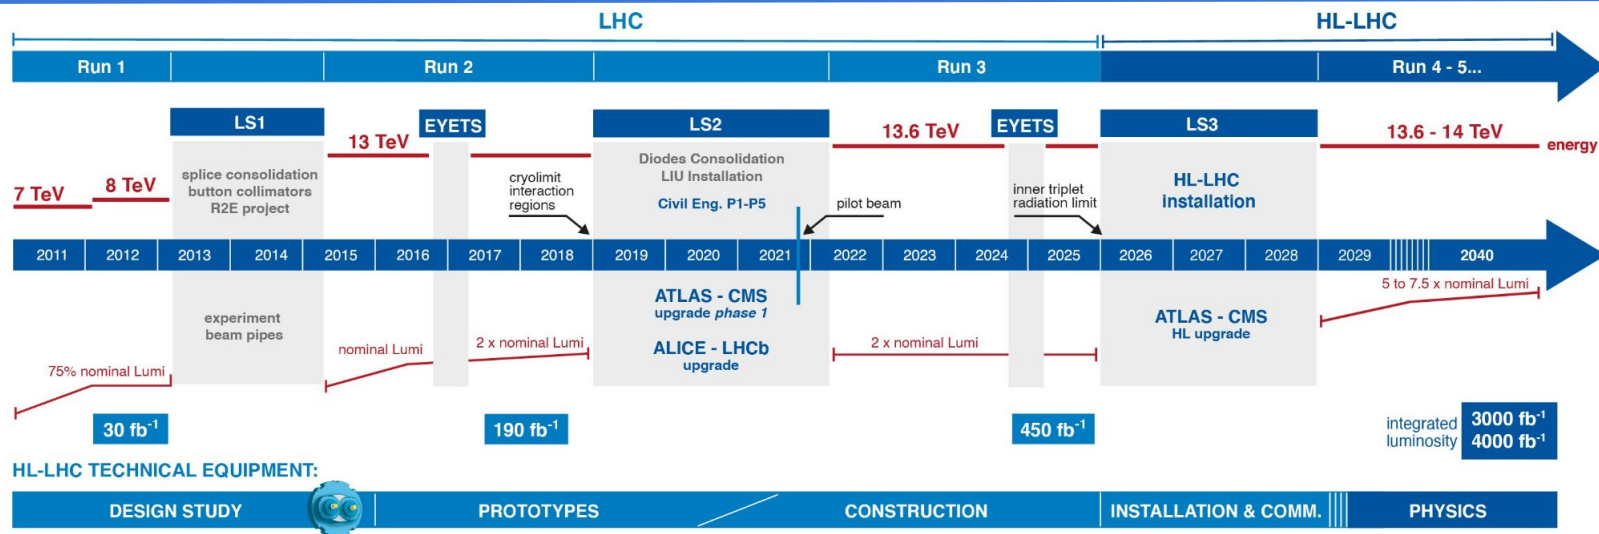 LHC
HL-LHC
Run 1
Run 2
Run 3
Run 4 - 5...
LS1
EYETS
LS2
EYETS
LS3
7 TeV
8 TeV
13 TeV
13.6 TeV
13.6 - 14 TeV
energy
splice consolidation
button collimators
R2E project
cryolimit
interaction
regions
Diodes Consolidation
LIU Installation
Civil Eng. P1-P5
pilot beam
inner triplet
radiation limit
HL-LHC
installation
2011 2012 2013 2014 2015 2016 2017 2018 2019 2020 2021 2022 2023 2024 2025 2026 2027 2028 2029 2040
75% nominal Lumi
experiment
beam pipes
nominal Lumi
2 x nominal Lumi
ATLAS - CMS
upgrade phase 1
ALICE - LHCb
upgrade
2 x nominal Lumi
ATLAS - CMS
HL upgrade
5 to 7.5 x nominal Lumi
30 fb⁻¹
190 fb⁻¹
450 fb⁻¹
integrated
luminosity
3000 fb⁻¹
4000 fb⁻¹
HL-LHC TECHNICAL EQUIPMENT:
DESIGN STUDY
PROTOTYPES
CONSTRUCTION
INSTALLATION & COMM.
PHYSICS